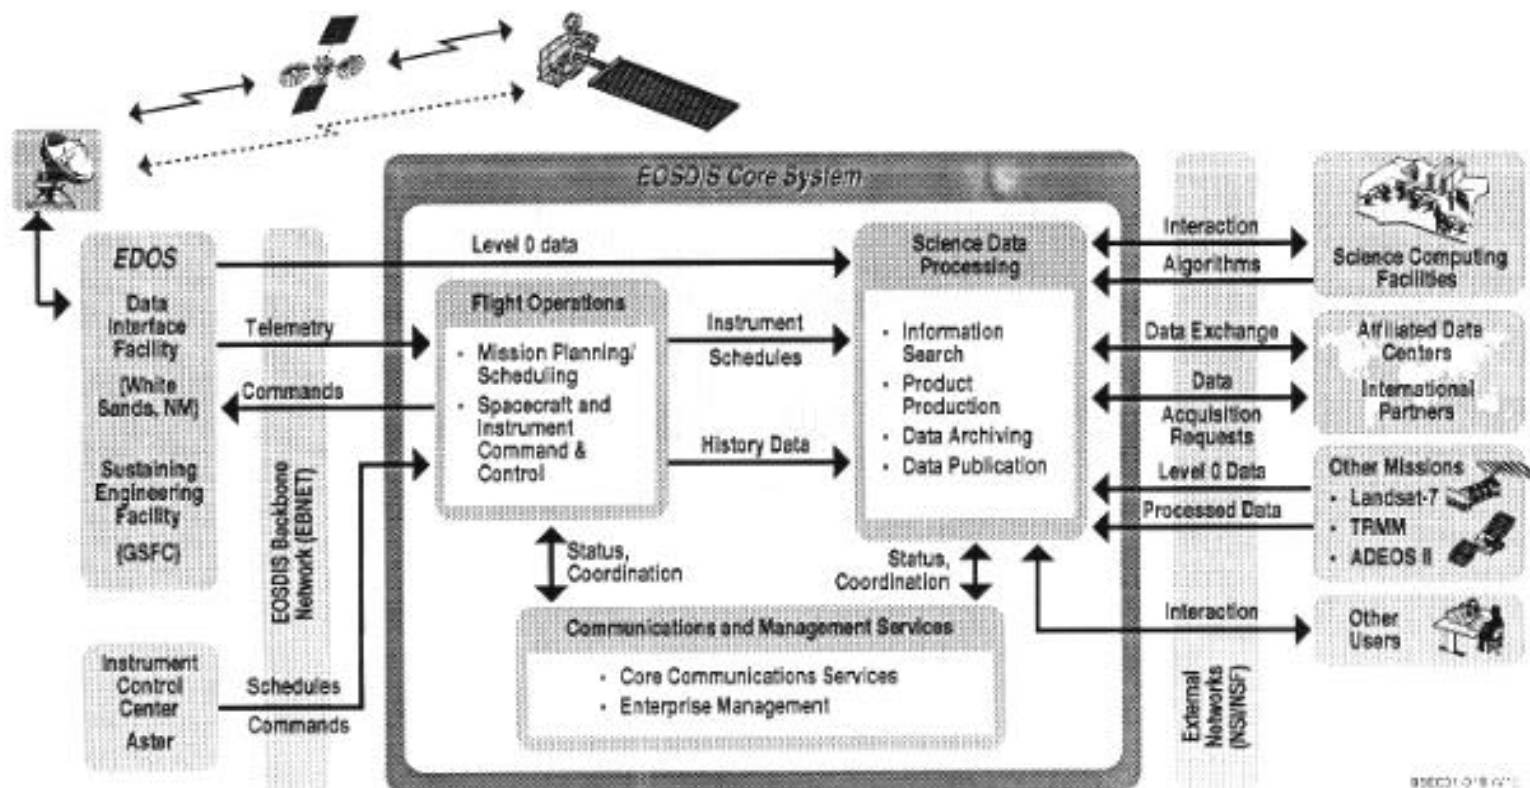 EOSDIS Core System
EDOS
Data
Interface
Facility
(White
Sands, NM)
Sustaining
Engineering
Facility
(GSFC)
Instrument
Control
Center
Aster
EOSDIS Backbone
Network (EBNET)
Level 0 data
Telemetry
Commands
Schedules
Commands
Flight Operations
• Mission Planning/
Scheduling
• Spacecraft and
Instrument
Command &
Control
Instrument
Schedules
History Data
Status,
Coordination
Science Data
Processing
• Information
Search
• Product
Production
• Data Archiving
• Data Publication
Status,
Coordination
Communications and Management Services
• Core Communications Services
• Enterprise Management
Interaction
Algorithms
Data Exchange
Data
Acquisition
Requests
Level 0 Data
Processed Data
Interaction
External
Networks
(NSI/NSF)
Science Computing
Facilities
Affiliated Data
Centers
International
Partners
Other Missions
• Landsat-7
• TRMM
• ADEOS II
Other
Users